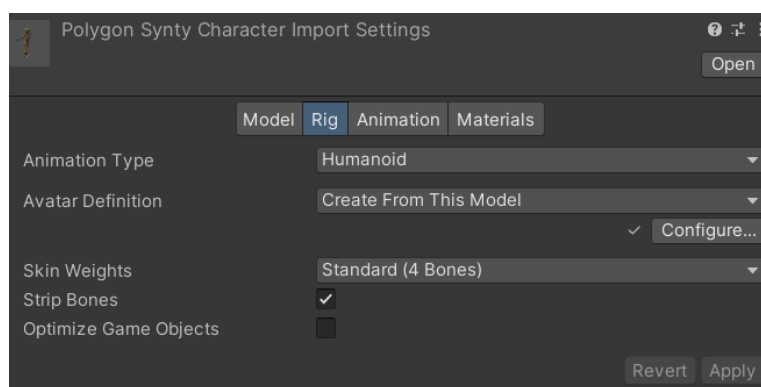 Polygon Synty Character Import Settings
Open
Model Rig Animation Materials
Animation Type Humanoid
Avatar Definition Create From This Model
Configure...
Skin Weights Standard (4 Bones)
Strip Bones
Optimize Game Objects
Revert Apply